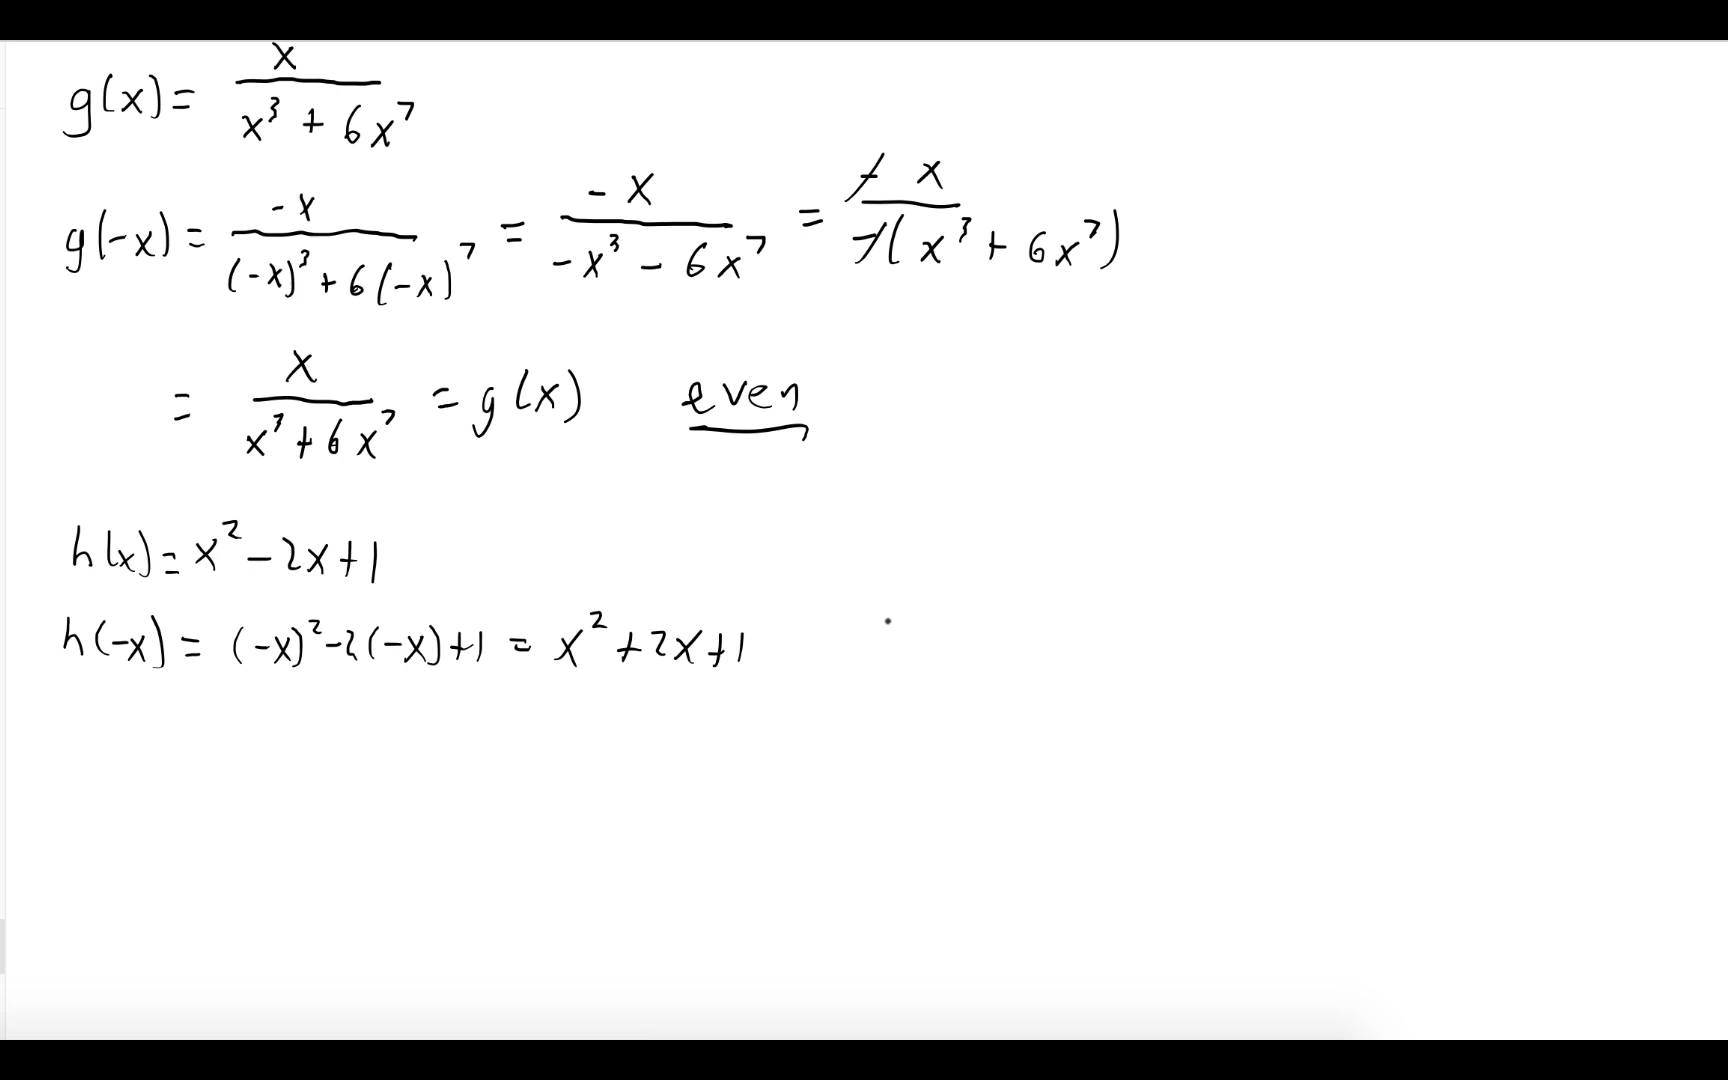 g(x) = x / (x³ + 6x⁷)
g(-x) = -x / ((-x)³ + 6(-x)⁷) = -x / (-x³ - 6x⁷) = -x / -(x³ + 6x⁷)
= x / (x³ + 6x⁷) = g(x) even
h(x) = x² - 2x + 1
h(-x) = (-x)² - 2(-x) + 1 = x² + 2x + 1